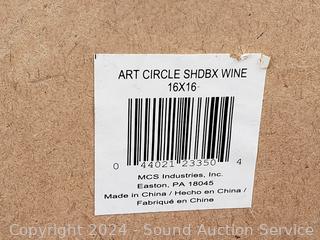 ART CIRCLE SHDBX WINE
16X16
0 44021 23350 4
MCS Industries, Inc.
Easton, PA 18045
Made in China / Hecho en China /
Fabriqué en Chine
Copyright 2024 - Sound Auction Service